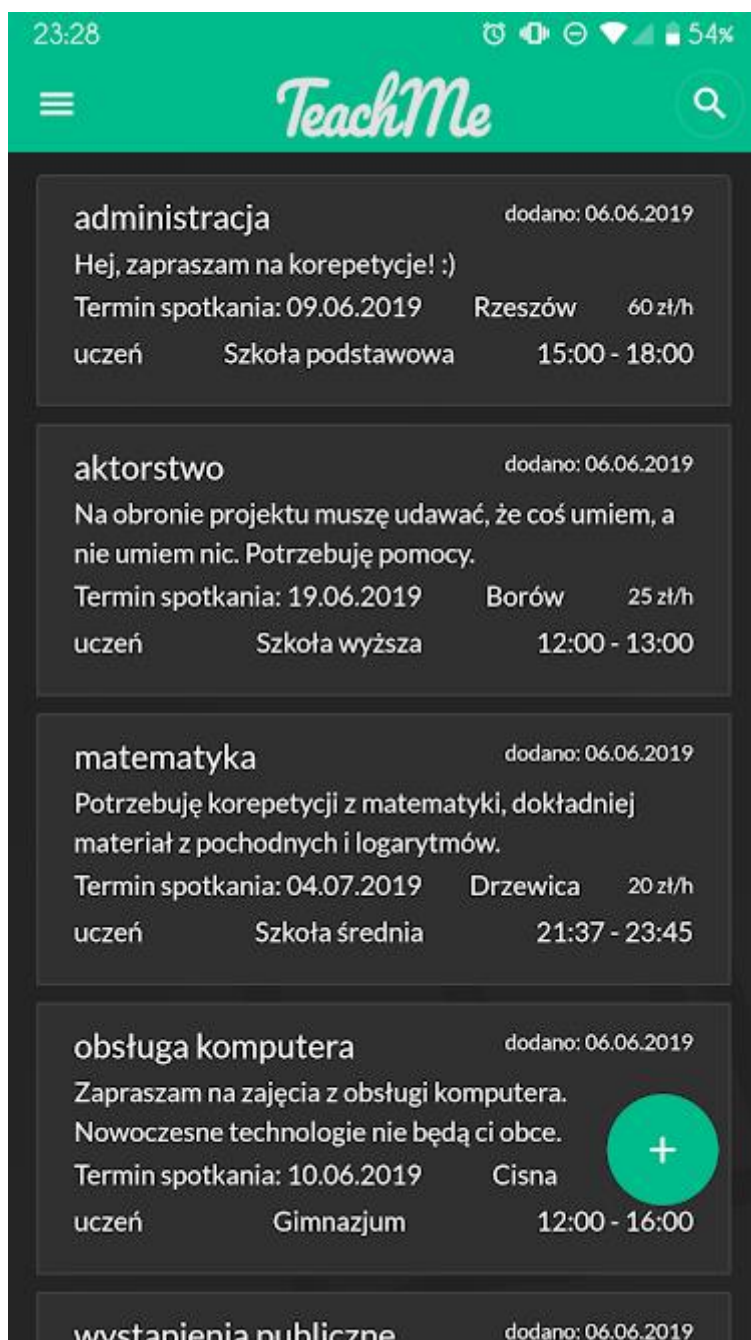 23:28 54%
TeachMe
administracja dodano: 06.06.2019
Hej, zapraszam na korepetycje! :)
Termin spotkania: 09.06.2019 Rzeszów 60 zł/h
uczeń Szkoła podstawowa 15:00 - 18:00
aktorstwo dodano: 06.06.2019
Na obronie projektu muszę udawać, że coś umiem, a
nie umiem nic. Potrzebuję pomocy.
Termin spotkania: 19.06.2019 Borów 25 zł/h
uczeń Szkoła wyższa 12:00 - 13:00
matematyka dodano: 06.06.2019
Potrzebuję korepetycji z matematyki, dokładniej
materiał z pochodnych i logarytmów.
Termin spotkania: 04.07.2019 Drzewica 20 zł/h
uczeń Szkoła średnia 21:37 - 23:45
obsługa komputera dodano: 06.06.2019
Zapraszam na zajęcia z obsługi komputera.
Nowoczesne technologie nie będą ci obce.
Termin spotkania: 10.06.2019 Cisna
uczeń Gimnazjum 12:00 - 16:00
wystąpienia publiczne dodano: 06.06.2019